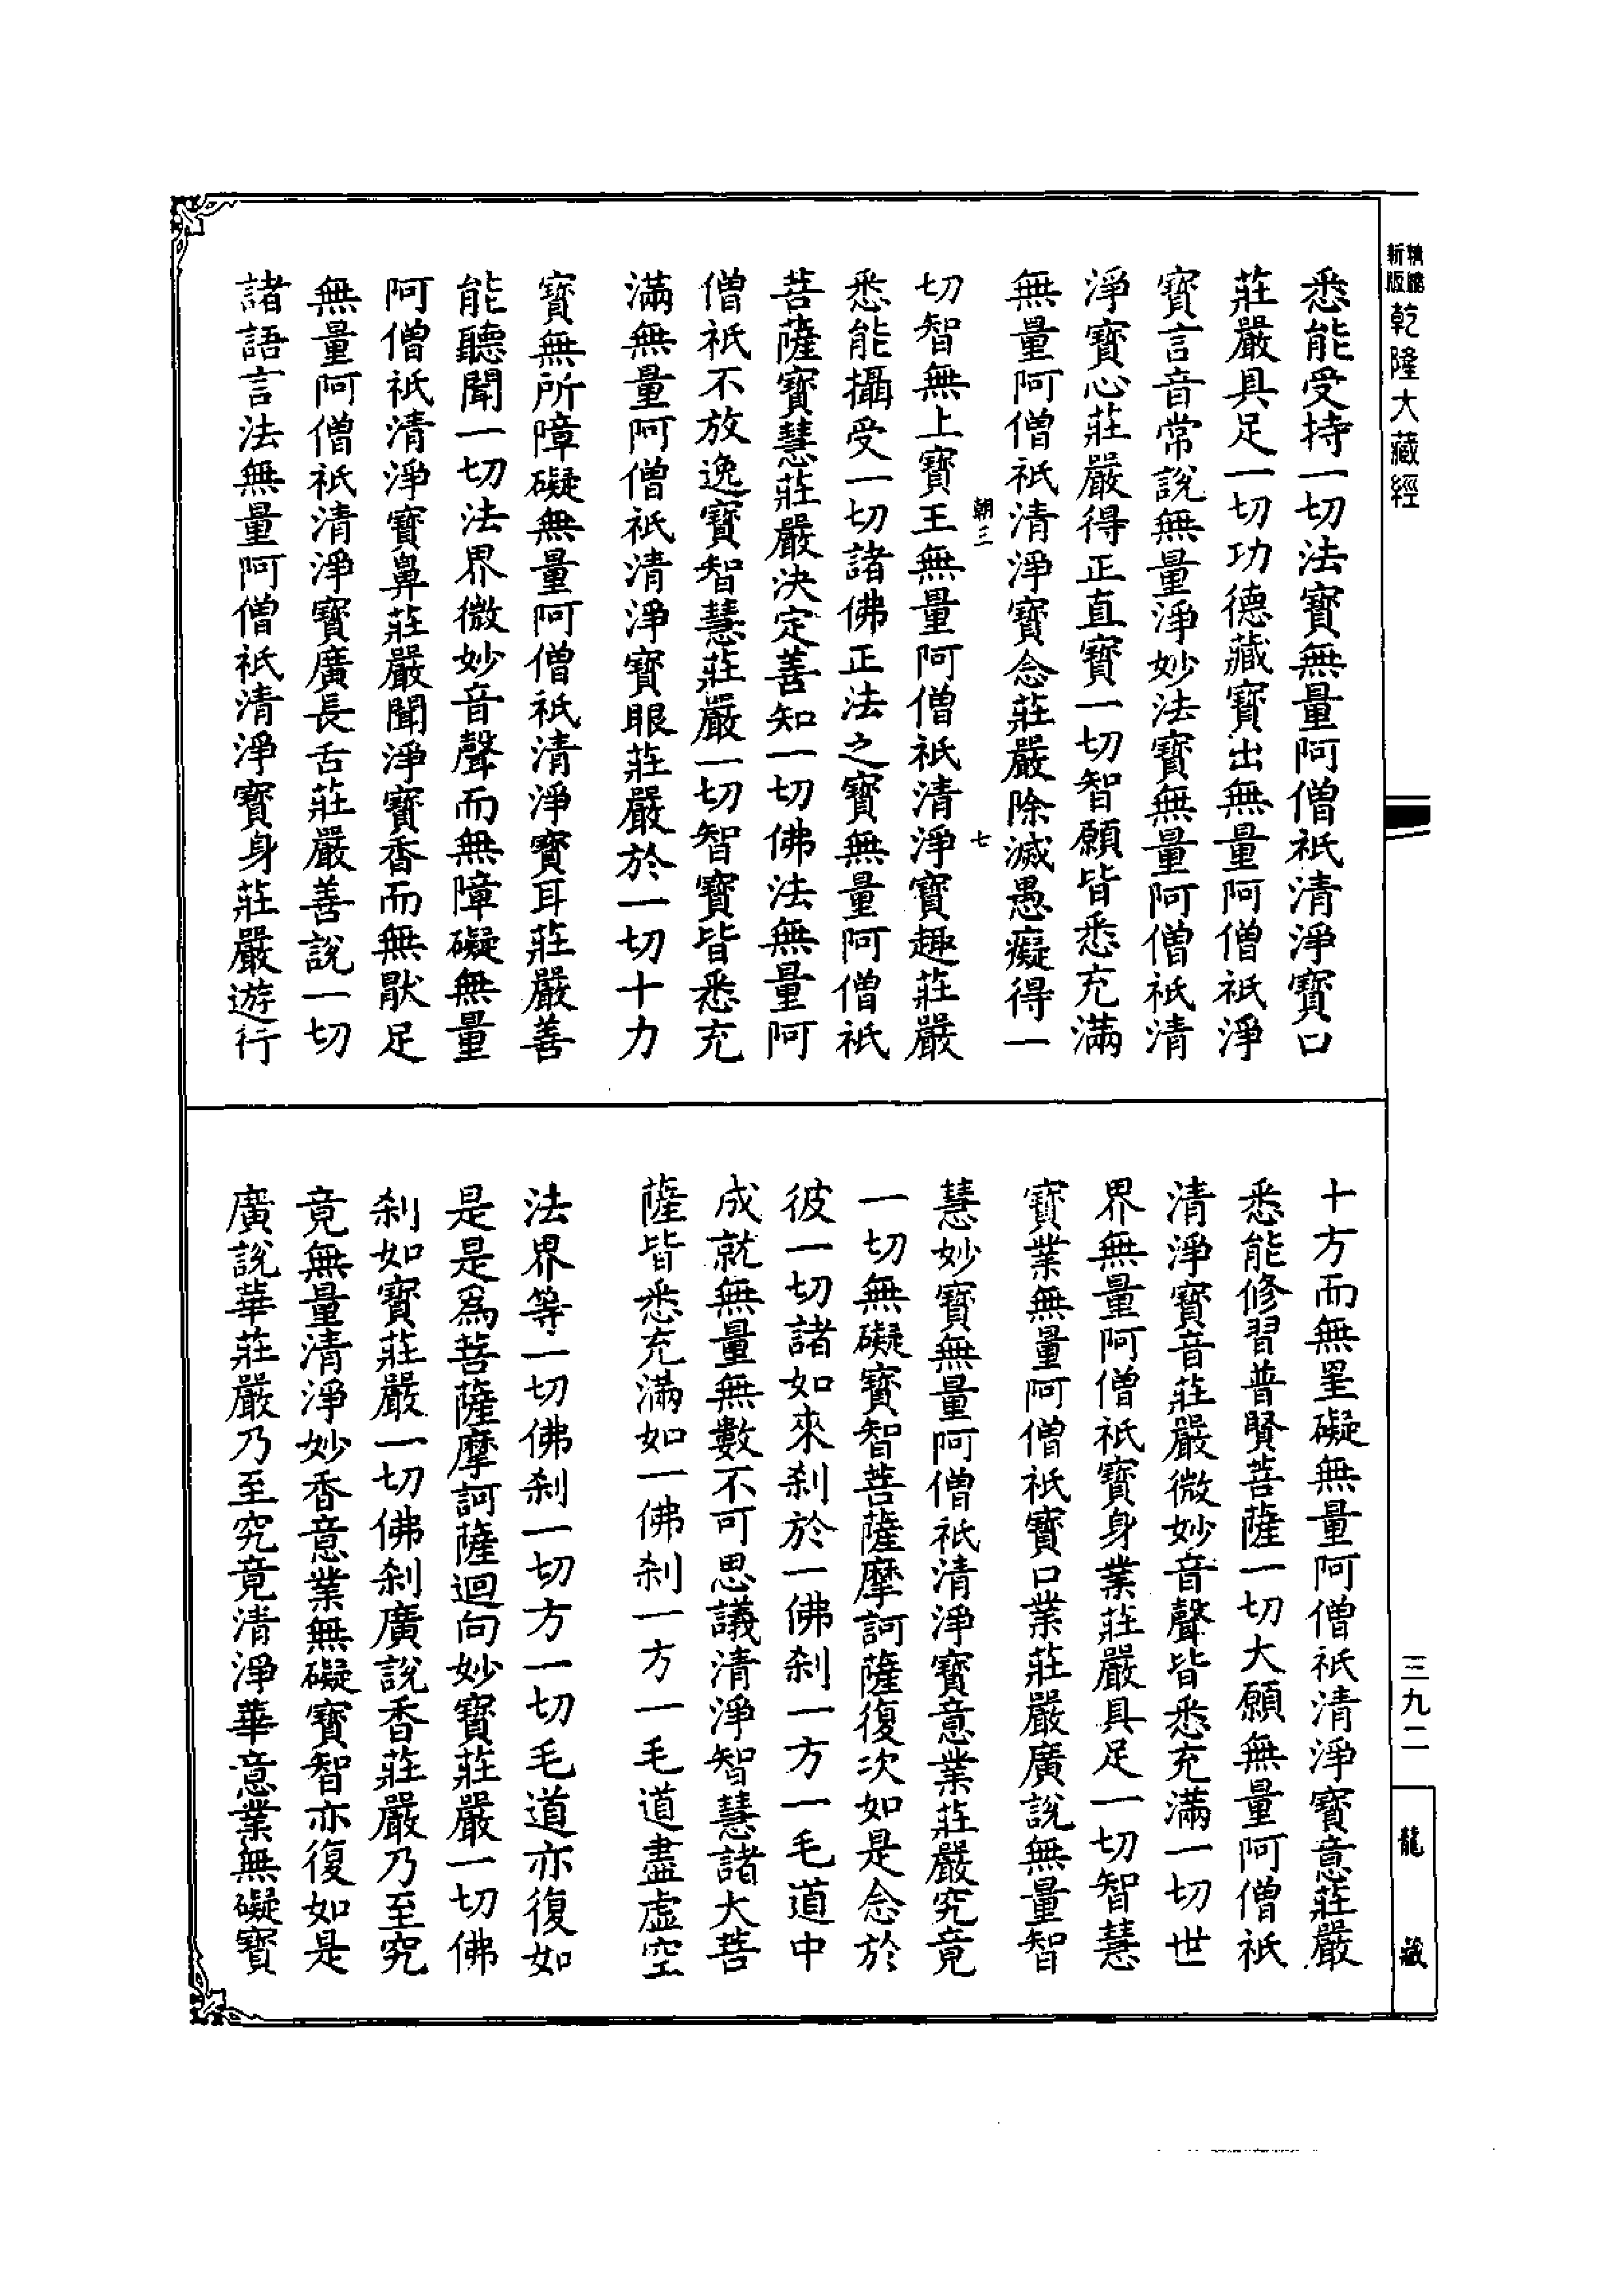 精縮新版乾隆大藏經
悉能受持一切法寶無量阿僧祇清淨寶口
莊嚴具足一切功德藏寶出無量阿僧祇淨
寶言音常說無量淨妙法寶無量阿僧祇清
淨寶心莊嚴得正直寶一切智願皆悉充滿
無量阿僧祇清淨寶念莊嚴除滅愚癡得一
朝三 七
切智無上寶王無量阿僧祇清淨寶趣莊嚴
悉能攝受一切諸佛正法之寶無量阿僧祇
菩薩寶慧莊嚴決定善知一切佛法無量阿
僧祇不放逸寶智慧莊嚴一切智寶皆悉充
滿無量阿僧祇清淨寶眼莊嚴於一切十力
寶無所障礙無量阿僧祇清淨寶耳莊嚴善
能聽聞一切法界微妙音聲而無障礙無量
阿僧祇清淨寶鼻莊嚴聞淨寶香而無猒足
無量阿僧祇清淨寶廣長舌莊嚴善說一切
諸語言法無量阿僧祇清淨寶身莊嚴遊行
十方而無罣礙無量阿僧祇清淨寶意莊嚴
悉能修習普賢菩薩一切大願無量阿僧祇
清淨寶音莊嚴微妙音聲皆悉充滿一切世
界無量阿僧祇寶身業莊嚴具足一切智慧
寶業無量阿僧祇寶口業莊嚴廣說無量智
慧妙寶無量阿僧祇清淨寶意業莊嚴究竟
一切無礙寶智菩薩摩訶薩復次如是念於
彼一切諸如來剎於一佛剎一方一毛道中
成就無量無數不可思議清淨智慧諸大菩
薩皆悉充滿如一佛剎一方一毛道盡虛空
法界等一切佛剎一切方一切毛道亦復如
是是為菩薩摩訶薩迴向妙寶莊嚴一切佛
剎如寶莊嚴一切佛剎廣說香莊嚴乃至究
竟無量清淨妙香意業無礙寶智亦復如是
廣說華莊嚴乃至究竟清淨華意業無礙寶
三九二
龍藏